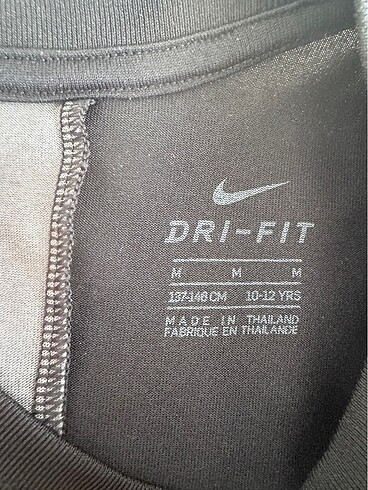 DRI-FIT
M M M
137-146 CM 10-12 YRS
MADE IN THAILAND
FABRIQUE EN THAILANDE